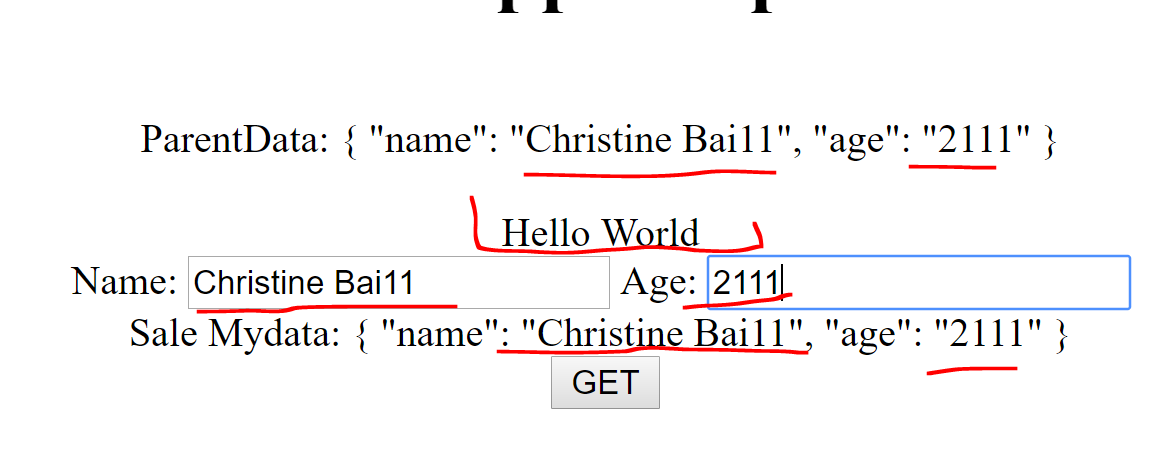 ParentData: { "name": "Christine Bai11", "age": "2111" }
Hello World
Name: Christine Bai11 Age: 2111
Sale Mydata: { "name": "Christine Bai11", "age": "2111" }
GET